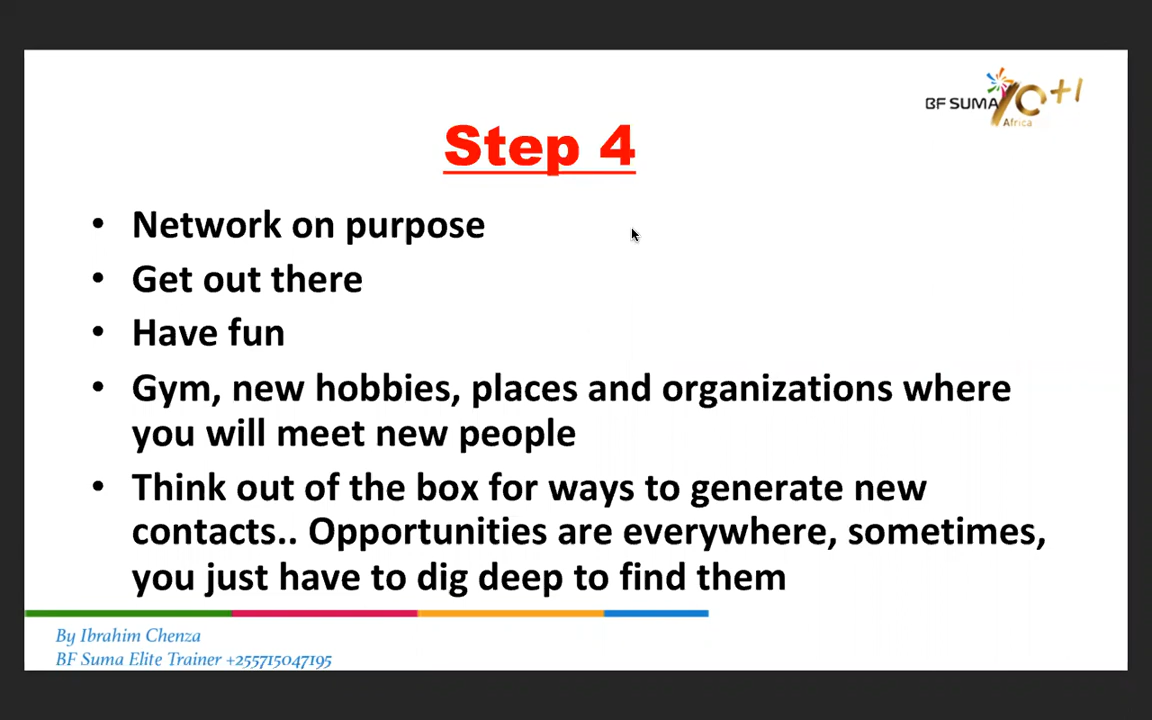 BF SUMA 10+1
Africa
Step 4
• Network on purpose
• Get out there
• Have fun
• Gym, new hobbies, places and organizations where
you will meet new people
• Think out of the box for ways to generate new
contacts.. Opportunities are everywhere, sometimes,
you just have to dig deep to find them
By Ibrahim Chenza
BF Suma Elite Trainer +255715047195